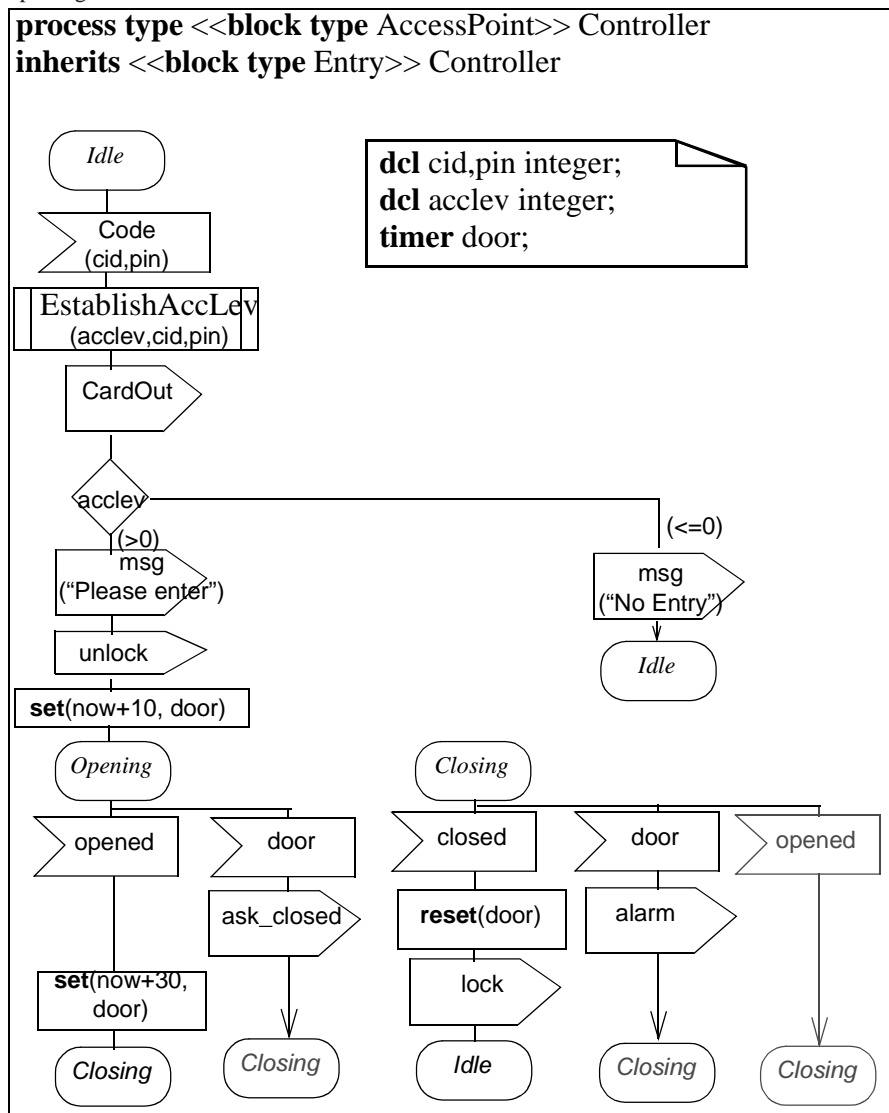 process type <<block type AccessPoint>> Controller
inherits <<block type Entry>> Controller
Idle
dcl cid,pin integer;
dcl acclev integer;
timer door;
Code
(cid,pin)
EstablishAccLev
(acclev,cid,pin)
CardOut
acclev
(>0)
(<=0)
msg
(“Please enter”)
msg
(“No Entry”)
unlock
Idle
set(now+10, door)
Opening
Closing
opened
door
closed
door
opened
ask_closed
reset(door)
alarm
set(now+30,
door)
lock
Closing
Closing
Idle
Closing
Closing